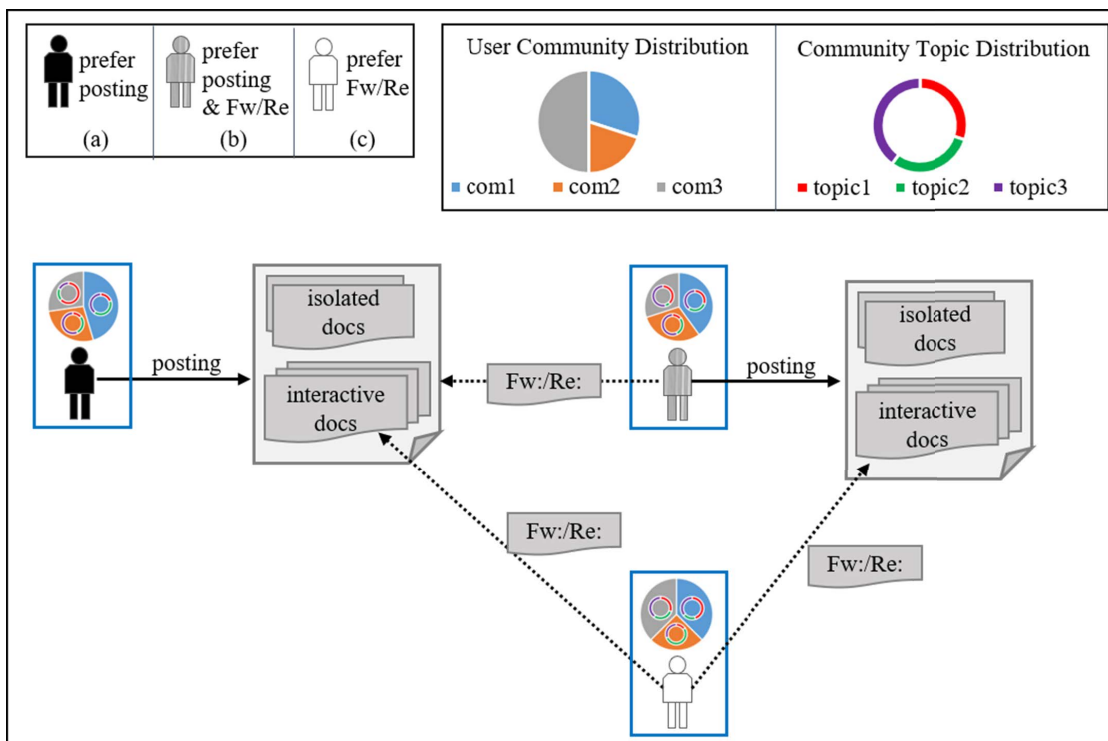 prefer
posting
(a)
prefer
posting
& Fw/Re
(b)
prefer
Fw/Re
(c)
User Community Distribution
com1 com2 com3
Community Topic Distribution
topic1 topic2 topic3
isolated
docs
posting
interactive
docs
Fw:/Re:
posting
isolated
docs
interactive
docs
Fw:/Re:
Fw:/Re: